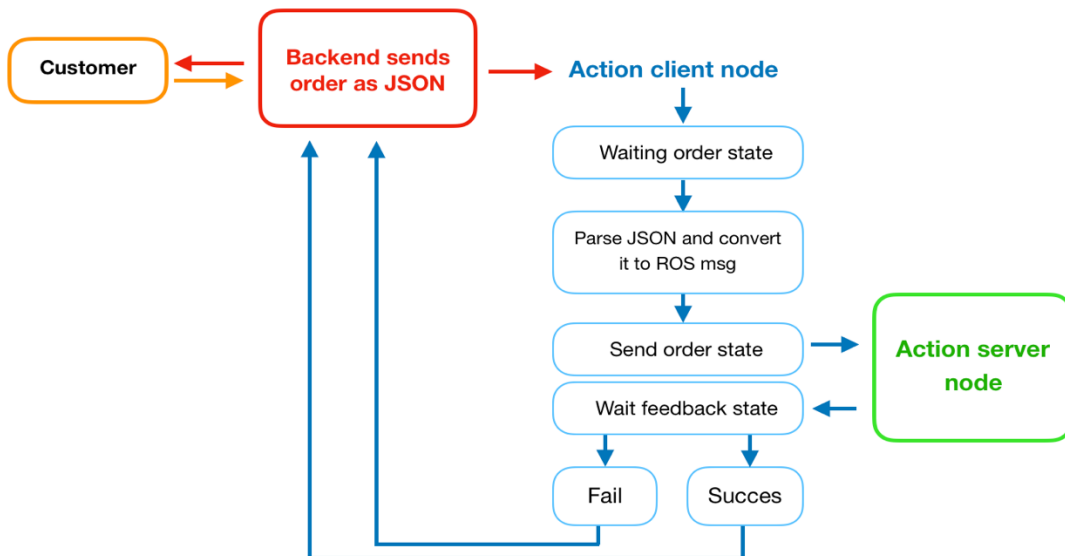 Customer
Backend sends
order as JSON
Action client node
Waiting order state
Parse JSON and convert
it to ROS msg
Send order state
Action server
node
Wait feedback state
Fail
Succes